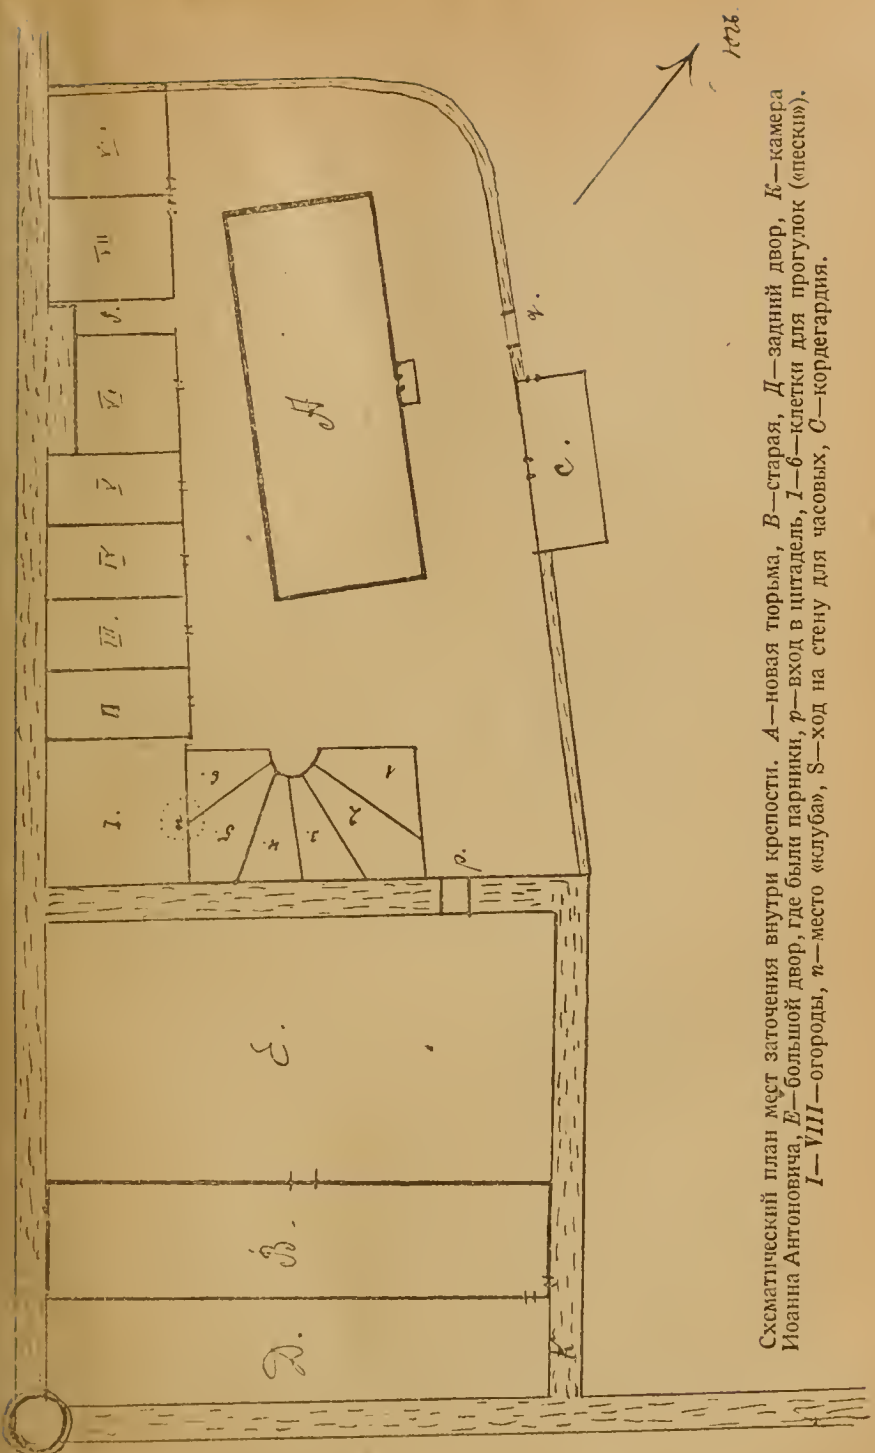 югъ.
VIII.
VII
S.
VI
V
IV
III.
II
I.
A
q.
C.
n
6.
5.
4.
3.
2
1
p.
Е.
В.
Д.
К
Схематический план мест заточения внутри крепости. А—новая тюрьма, В—старая, Д—задний двор, К—камера
Иоанна Антоновича, Е—большой двор, где были парники, р—вход в цитадель, 1—6—клетки для прогулок («пески»).
I—VIII—огороды, n—место «клуба», S—ход на стену для часовых, С—кордегардия.